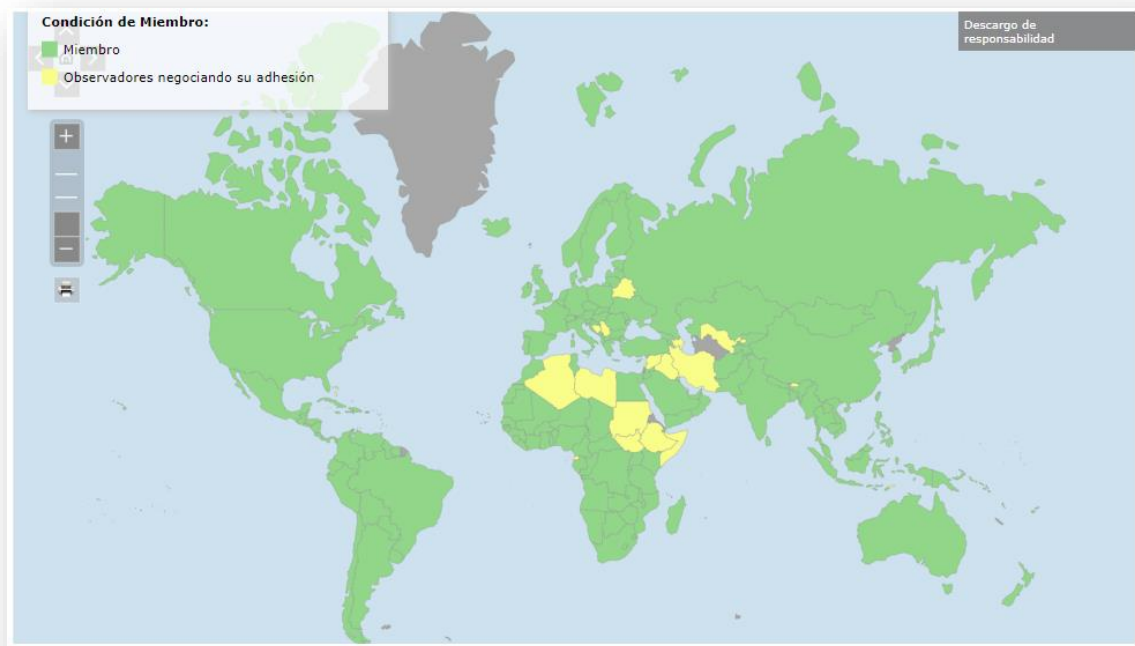 Condición de Miembro:
Miembro
Observadores negociando su adhesión
Descargo de
responsabilidad